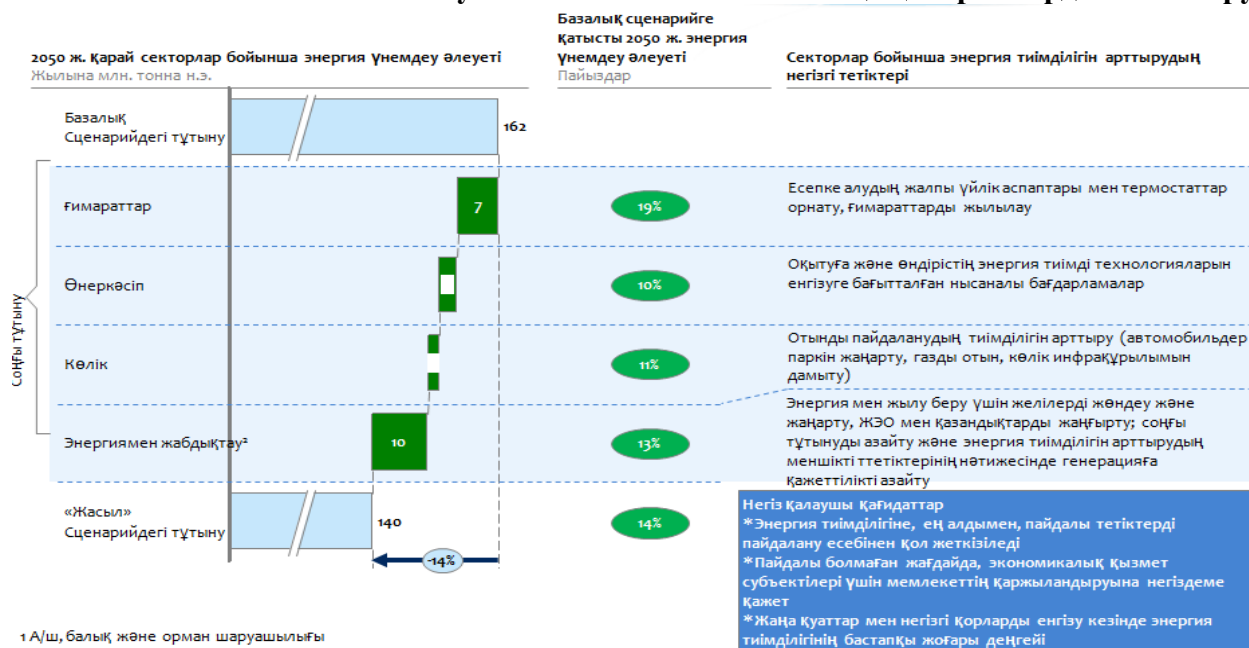 2050 ж. қарай секторлар бойынша энергия үнемдеу әлеуеті
Жылына млн. тонна н.э.
Базалық сценарийге
қатысты 2050 ж. энергия
үнемдеу әлеуеті
Пайыздар
Секторлар бойынша энергия тиімділігін арттырудың
негізгі тетіктері
Базалық
Сценарийдегі тұтыну
162
Соңғы тұтыну
Ғимараттар
7
19%
Есепке алудың жалпы үйлік аспаптары мен термостаттар
орнату, ғимараттарды жылылау
Өнеркәсіп
10%
Оқытуға және өндірістің энергия тиімді технологияларын
енгізуге бағытталған нысаналы бағдарламалар
Көлік
11%
Отынды пайдаланудың тиімділігін арттыру (автомобильдер
паркін жаңарту, газды отын, көлік инфрақұрылымын
дамыту)
Энергиямен жабдықтау²
10
13%
Энергия мен жылу беру үшін желілерді жөндеу және
жаңарту, ЖЭО мен қазандықтарды жаңғырту; соңғы
тұтынуды азайту және энергия тиімділігін арттырудың
меншікті ттетіктерінің нәтижесінде генерацияға
қажеттілікті азайту
«Жасыл»
Сценарийдегі тұтыну
140
-14%
14%
Негіз қалаушы қағидаттар
*Энергия тиімділігіне, ең алдымен, пайдалы тетіктерді
пайдалану есебінен қол жеткізіледі
*Пайдалы болмаған жағдайда, экономикалық қызмет
субъектілері үшін мемлекеттің қаржыландыруына негіздеме
қажет
*Жаңа қуаттар мен негізгі қорларды енгізу кезінде энергия
тиімділігінің бастапқы жоғары деңгейі
1 А/ш, балық және орман шаруашылығы